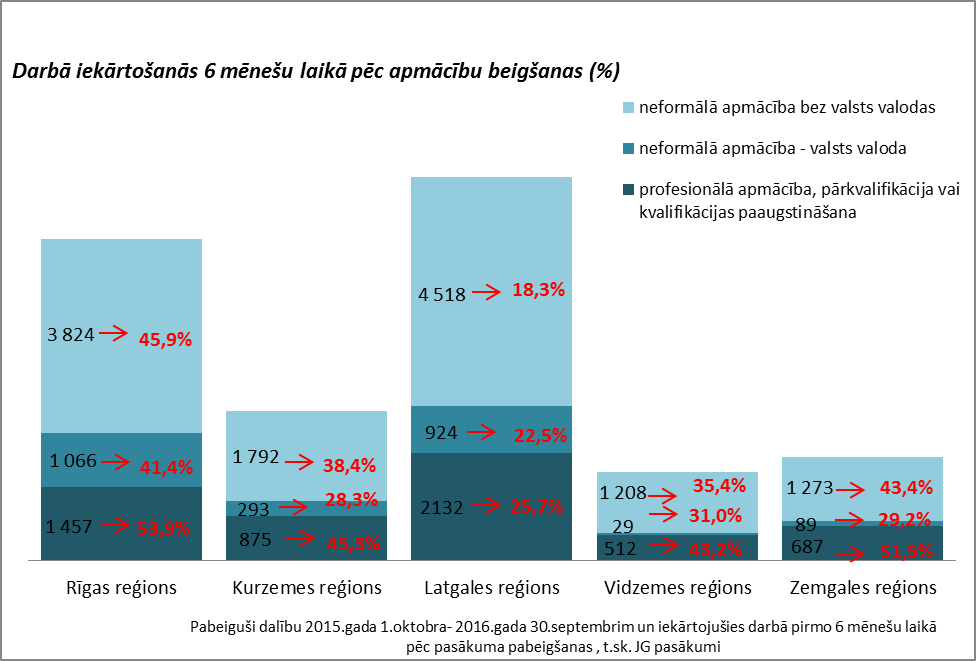 Darbā iekārtošanās 6 mēnešu laikā pēc apmācību beigšanas (%)
neformālā apmācība bez valsts valodas
neformālā apmācība - valsts valoda
profesionālā apmācība, pārkvalifikācija vai
kvalifikācijas paaugstināšana
3 824 45,9%
1 066 41,4%
1 457 53,9%
1 792 38,4%
293 28,3%
875 45,3%
4 518 18,3%
924 22,5%
2132 25,7%
1 208 35,4%
29 31,0%
512 43,2%
1 273 43,4%
89 29,2%
687 51,5%
Rīgas reģions
Kurzemes reģions
Latgales reģions
Vidzemes reģions
Zemgales reģions
Pabeiguši dalību 2015.gada 1.oktobra- 2016.gada 30.septembrim un iekārtojušies darbā pirmo 6 mēnešu laikā
pēc pasākuma pabeigšanas , t.sk. JG pasākumi